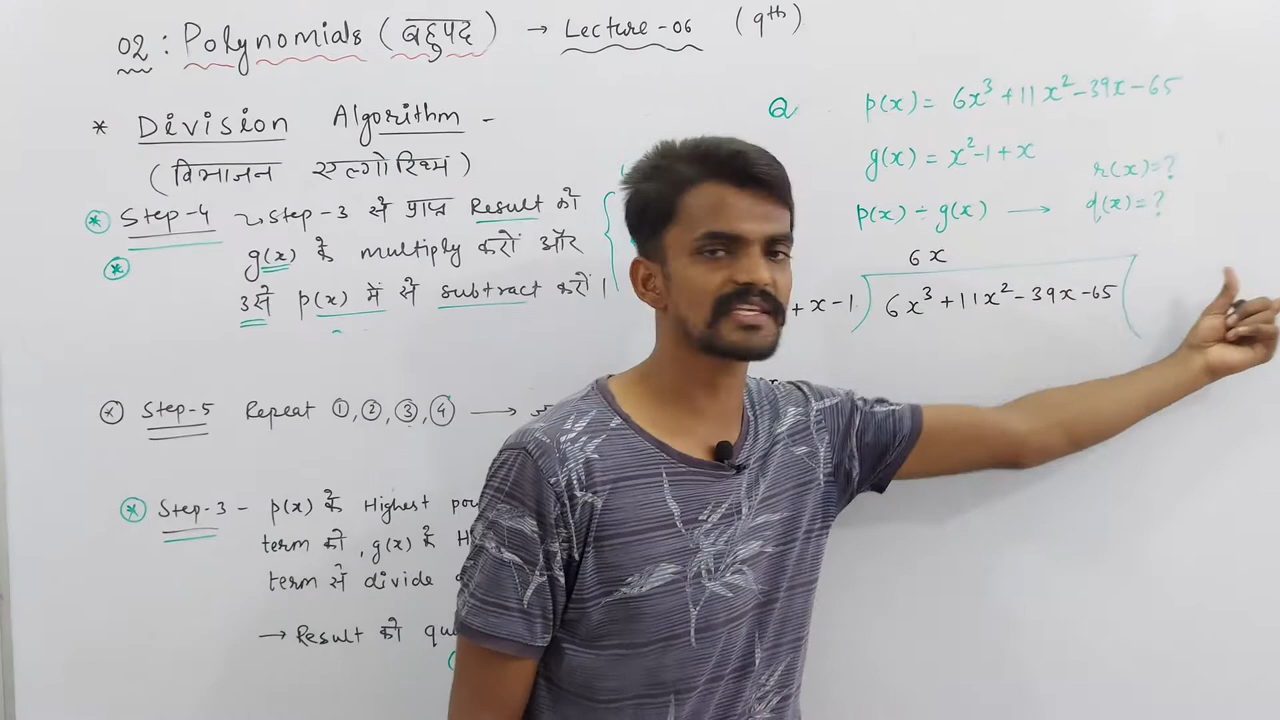 02 : Polynomials (बहुपद) → Lecture-06 (9th)
* Division Algorithm -
(विभाजन एल्गोरिथ्म)
* Step-4 ↳ step-3 से प्राप्त Result को
* g(x) से multiply करों और
उसे p(x) में से subtract करों।
* Step-5 Repeat ①,②,③,④ →
* Step-3 - p(x) के Highest
term को, g(x) के
term से divide
→ Result को
Q. p(x) = 6x³ + 11x² - 39x - 65
g(x) = x² - 1 + x
r(x) = ?
p(x) ÷ g(x) → q(x) = ?
6x
+ x - 1 ) 6x³ + 11x² - 39x - 65 (